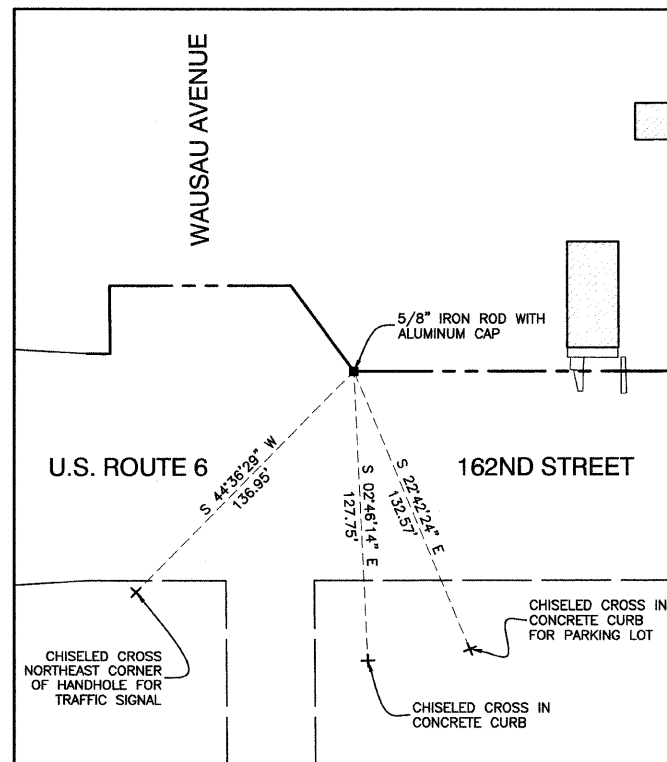 WAUSAU AVENUE
5/8" IRON ROD WITH
ALUMINUM CAP
U.S. ROUTE 6
162ND STREET
S 44°36'29" W
136.95'
S 02°46'14" E
127.75'
S 22°42'24" E
132.57'
CHISELED CROSS
NORTHEAST CORNER
OF HANDHOLE FOR
TRAFFIC SIGNAL
CHISELED CROSS IN
CONCRETE CURB
FOR PARKING LOT
CHISELED CROSS IN
CONCRETE CURB